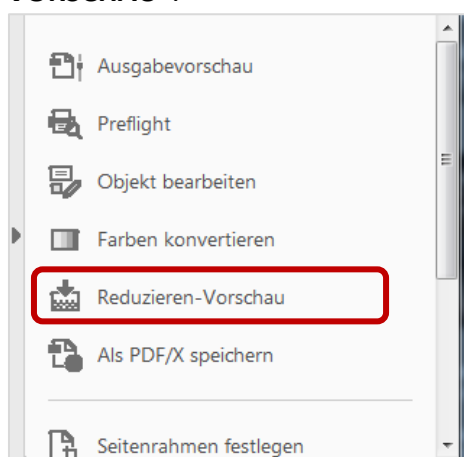 Ausgabevorschau
Preflight
Objekt bearbeiten
Farben konvertieren
Reduzieren-Vorschau
Als PDF/X speichern
Seitenrahmen festlegen